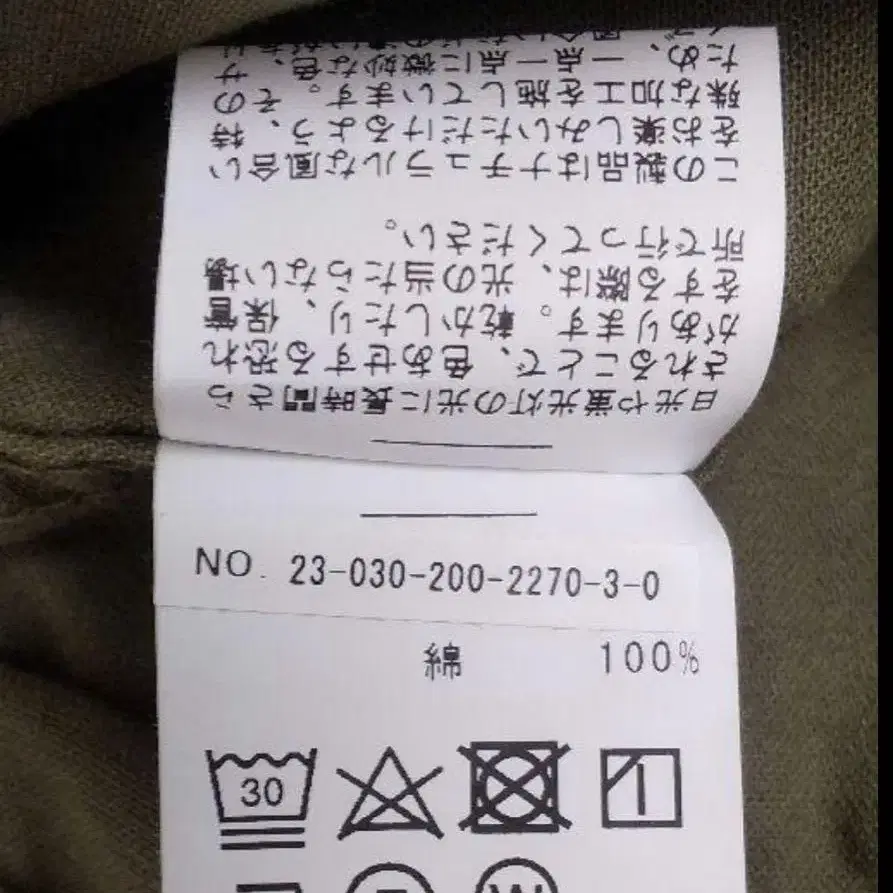 日光や蛍光灯の光に長時間さら
されることで、色あせする恐れ
があります。乾かしたり、保管
をする際は、光の当たらない場
所で行ってください。
この製品はナチュラルな風合い
をお楽しみいただけるよう、特
殊な加工を施しています。その
ため、一点一点に微妙な色、サ
NO. 23-030-200-2270-3-0
綿 100%
30
W